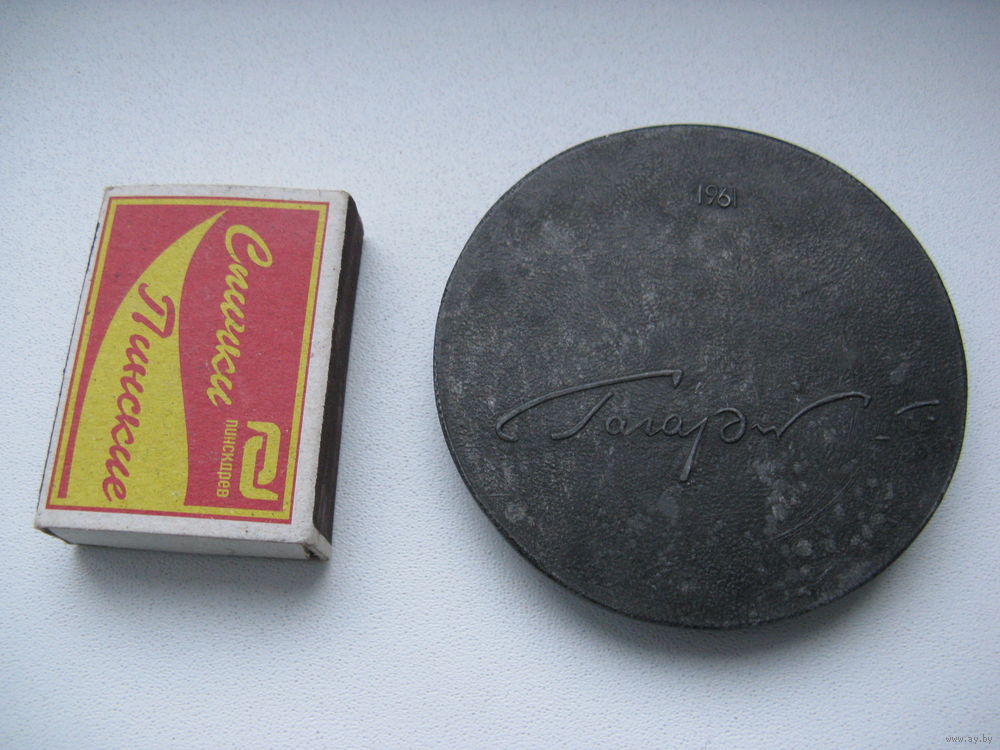 Спички
Пинские
пинскдрев
1961
Гагарин
www.ay.by